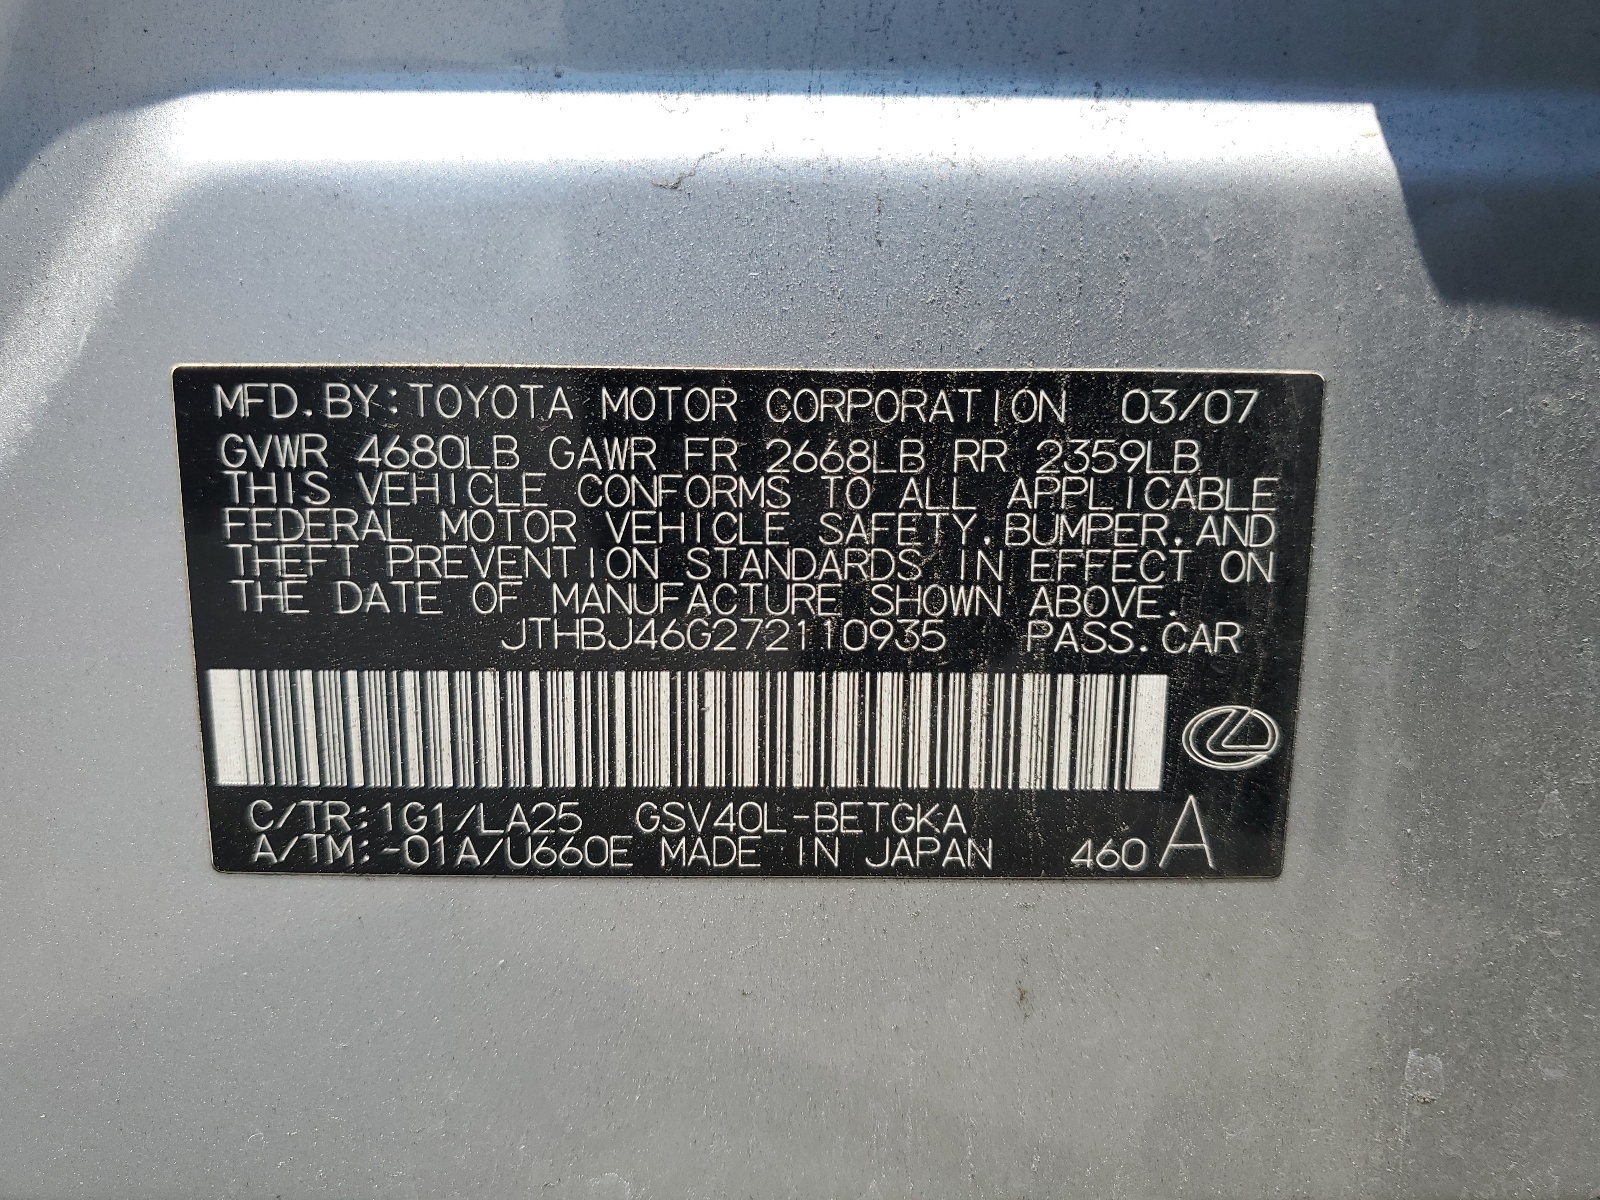 MFD.BY:TOYOTA MOTOR CORPORATION 03/07
GVWR 4680LB GAWR FR 2668LB RR 2359LB
THIS VEHICLE CONFORMS TO ALL APPLICABLE
FEDERAL MOTOR VEHICLE SAFETY,BUMPER,AND
THEFT PREVENTION STANDARDS IN EFFECT ON
THE DATE OF MANUFACTURE SHOWN ABOVE.
JTHBJ46G272110935 PASS.CAR
C/TR:1G1/LA25 GSV40L-BETGKA
A/TM:-01A/U660E MADE IN JAPAN 460 A